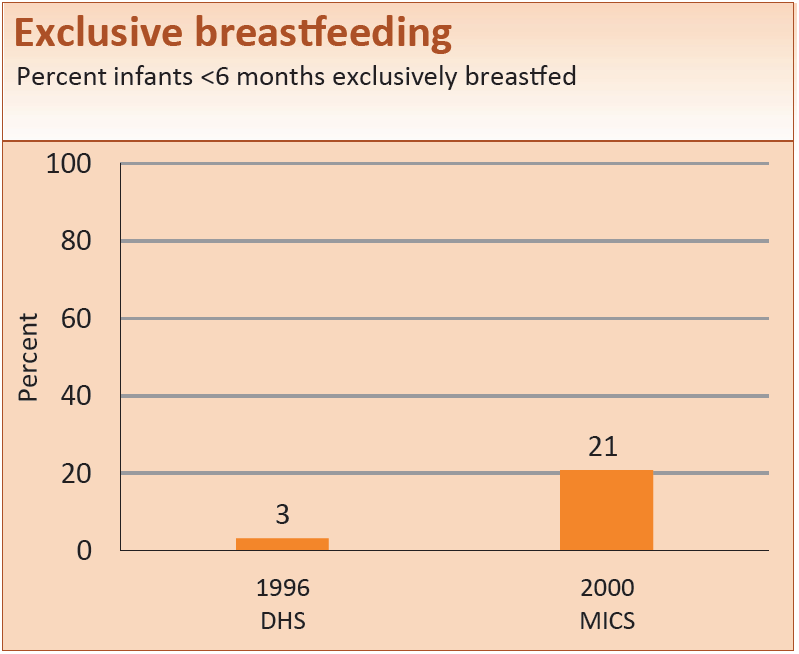 Exclusive breastfeeding
Percent infants <6 months exclusively breastfed
Percent
100
80
60
40
20
0
3
21
1996
DHS
2000
MICS